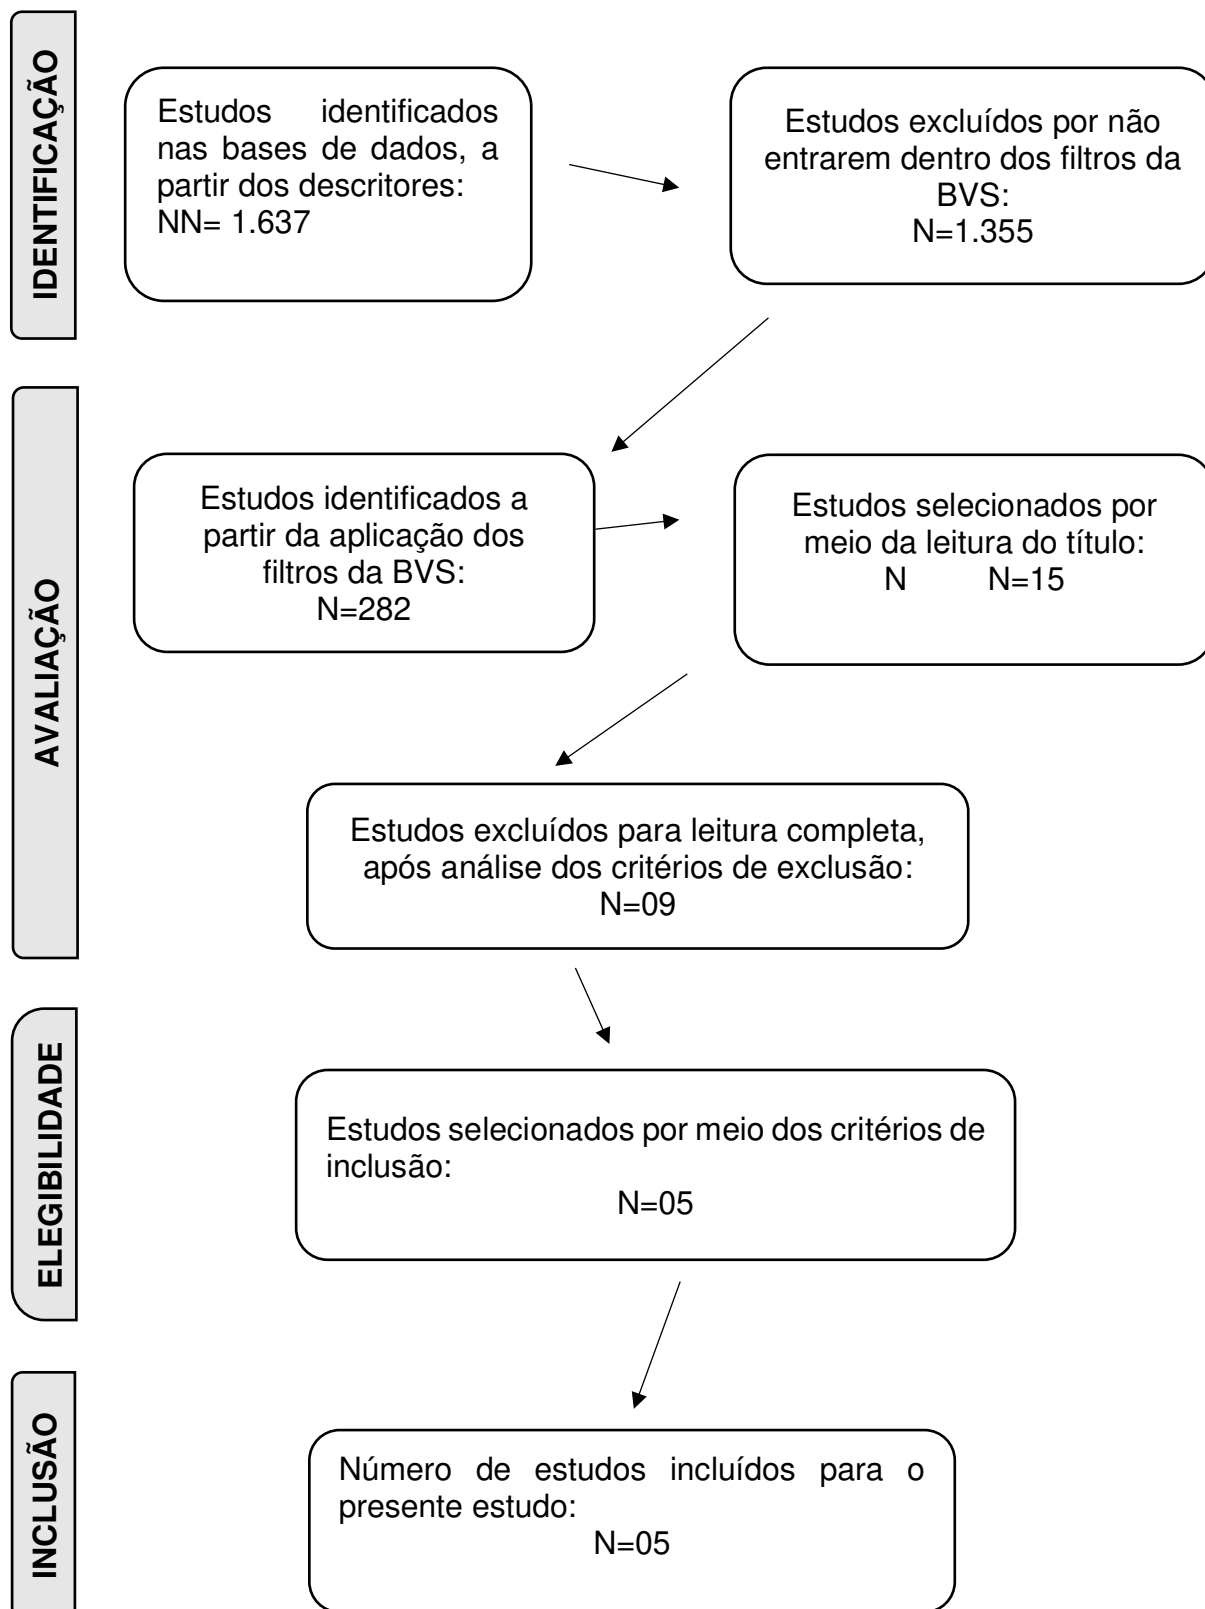 IDENTIFICAÇÃO
Estudos identificados
nas bases de dados, a
partir dos descritores:
NN= 1.637
Estudos excluídos por não
entrarem dentro dos filtros da
BVS:
N=1.355
AVALIAÇÃO
Estudos identificados a
partir da aplicação dos
filtros da BVS:
N=282
Estudos selecionados por
meio da leitura do título:
N N=15
Estudos excluídos para leitura completa,
após análise dos critérios de exclusão:
N=09
ELEGIBILIDADE
Estudos selecionados por meio dos critérios de
inclusão:
N=05
INCLUSÃO
Número de estudos incluídos para o
presente estudo:
N=05